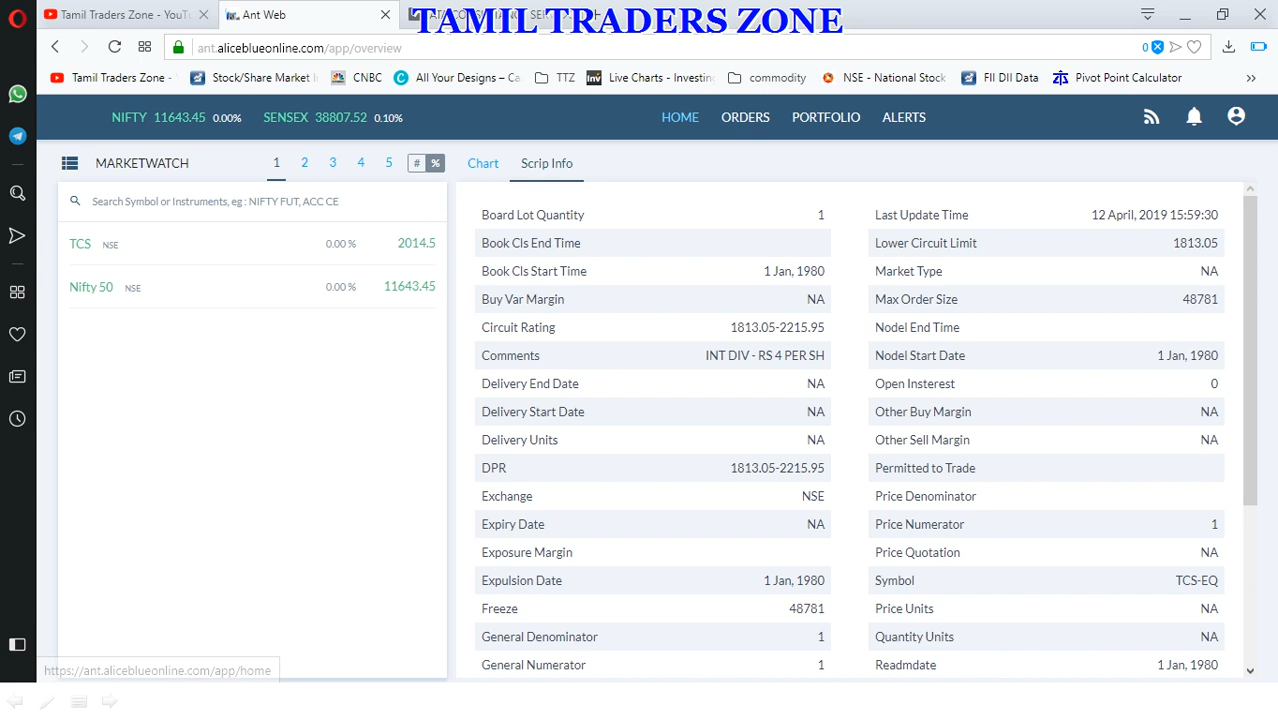 Tamil Traders Zone - YouT
Ant Web
TAMIL TRADERS ZONE
ant.aliceblueonline.com/app/overview
0
Tamil Traders Zone -
Stock/Share Market I
CNBC
All Your Designs – Ca
TTZ
Inv
Live Charts - Investin
commodity
NSE - National Stock
FII DII Data
Pivot Point Calculator
NIFTY 11643.45 0.00%
SENSEX 38807.52 0.10%
HOME
ORDERS
PORTFOLIO
ALERTS
MARKETWATCH
1 2 3 4 5 # %
Chart
Scrip Info
Search Symbol or Instruments, eg : NIFTY FUT, ACC CE
TCS NSE 0.00 % 2014.5
Nifty 50 NSE 0.00 % 11643.45
Board Lot Quantity 1
Book Cls End Time
Book Cls Start Time 1 Jan, 1980
Buy Var Margin NA
Circuit Rating 1813.05-2215.95
Comments INT DIV - RS 4 PER SH
Delivery End Date NA
Delivery Start Date NA
Delivery Units NA
DPR 1813.05-2215.95
Exchange NSE
Expiry Date NA
Exposure Margin
Expulsion Date 1 Jan, 1980
Freeze 48781
General Denominator 1
General Numerator 1
Last Update Time 12 April, 2019 15:59:30
Lower Circuit Limit 1813.05
Market Type NA
Max Order Size 48781
Nodel End Time
Nodel Start Date 1 Jan, 1980
Open Insterest 0
Other Buy Margin NA
Other Sell Margin NA
Permitted to Trade
Price Denominator
Price Numerator 1
Price Quotation NA
Symbol TCS-EQ
Price Units NA
Quantity Units NA
Readmdate 1 Jan, 1980
https://ant.aliceblueonline.com/app/home